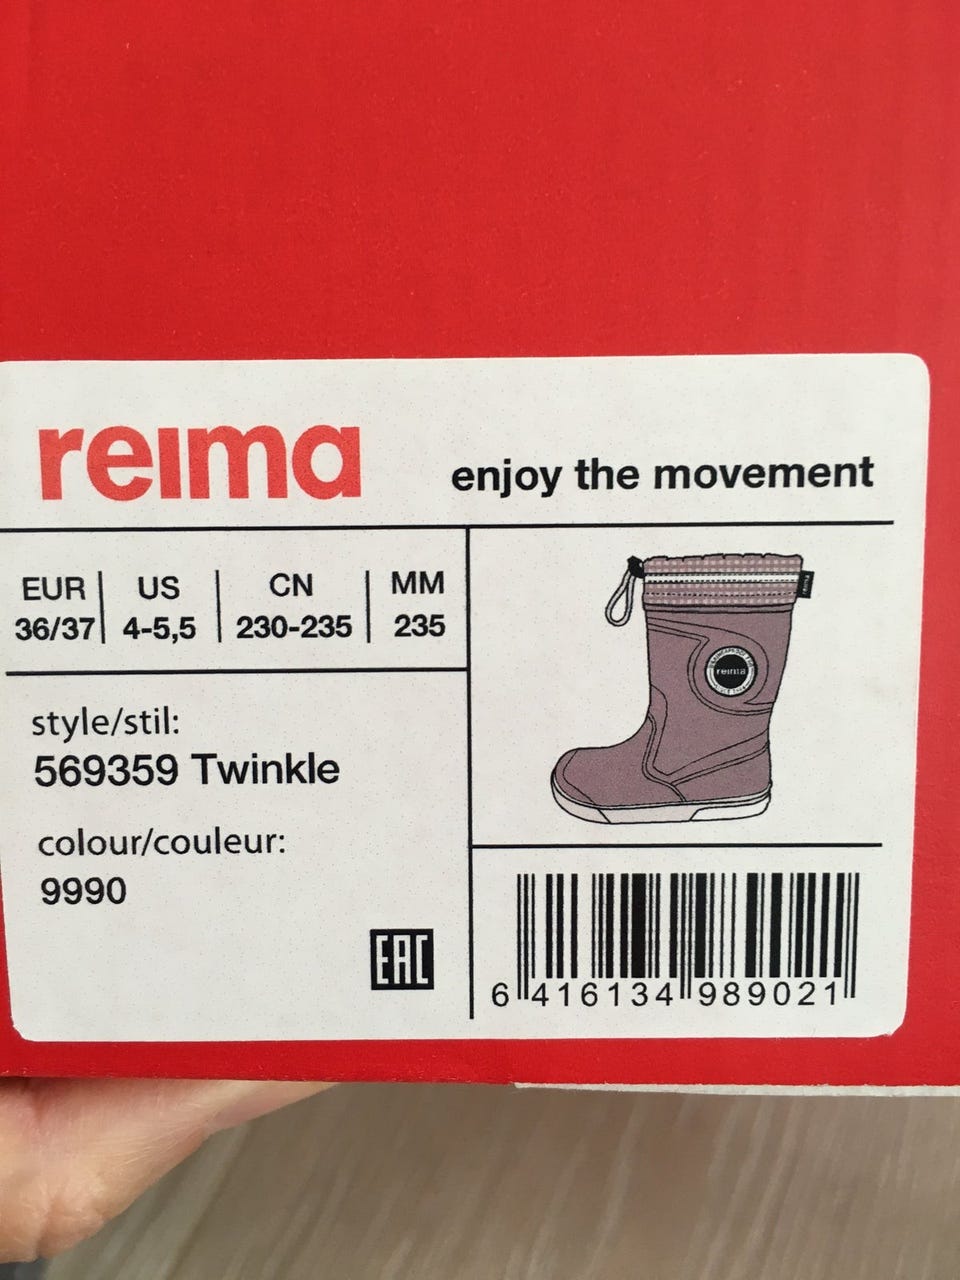 reima
enjoy the movement
EUR US CN MM
36/37 4-5,5 230-235 235
style/stil:
569359 Twinkle
colour/couleur:
9990
EAC
reima
6 416134 989021